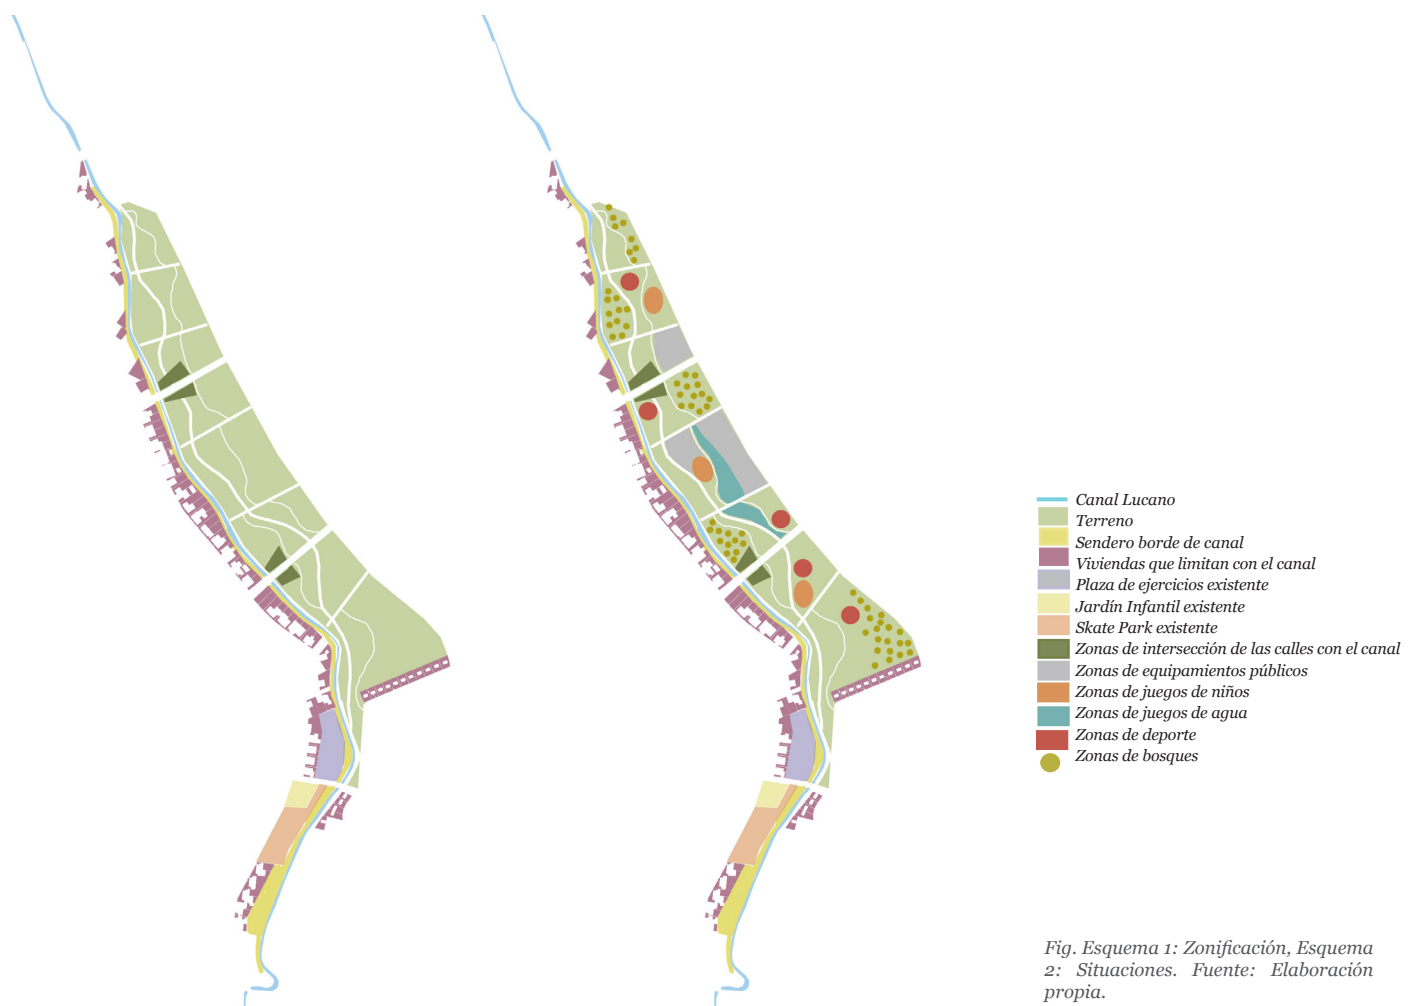 Canal Lucano
Terreno
Sendero borde de canal
Viviendas que limitan con el canal
Plaza de ejercicios existente
Jardín Infantil existente
Skate Park existente
Zonas de intersección de las calles con el canal
Zonas de equipamientos públicos
Zonas de juegos de niños
Zonas de juegos de agua
Zonas de deporte
Zonas de bosques
Fig. Esquema 1: Zonificación, Esquema
2: Situaciones. Fuente: Elaboración
propia.